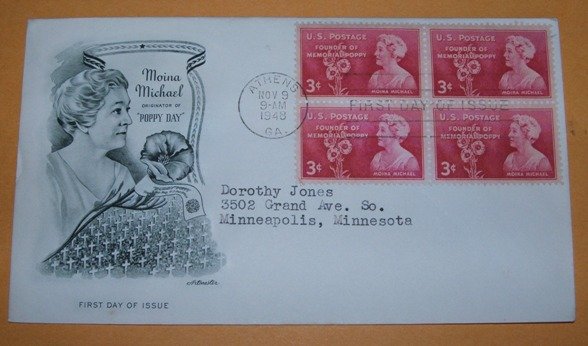 Moina
Michael
ORIGINATOR OF
"POPPY DAY"
Artmaster
FIRST DAY OF ISSUE
ATHENS
NOV 9
9-AM
1948
GA.
FIRST DAY OF ISSUE
U.S. POSTAGE
FOUNDER OF
MEMORIAL POPPY
3¢
MOINA MICHAEL
U.S. POSTAGE
FOUNDER OF
MEMORIAL POPPY
3¢
MOINA MICHAEL
U.S. POSTAGE
FOUNDER OF
MEMORIAL POPPY
3¢
MOINA MICHAEL
U.S. POSTAGE
FOUNDER OF
MEMORIAL POPPY
3¢
MOINA MICHAEL
Dorothy Jones
3502 Grand Ave. So.
Minneapolis, Minnesota